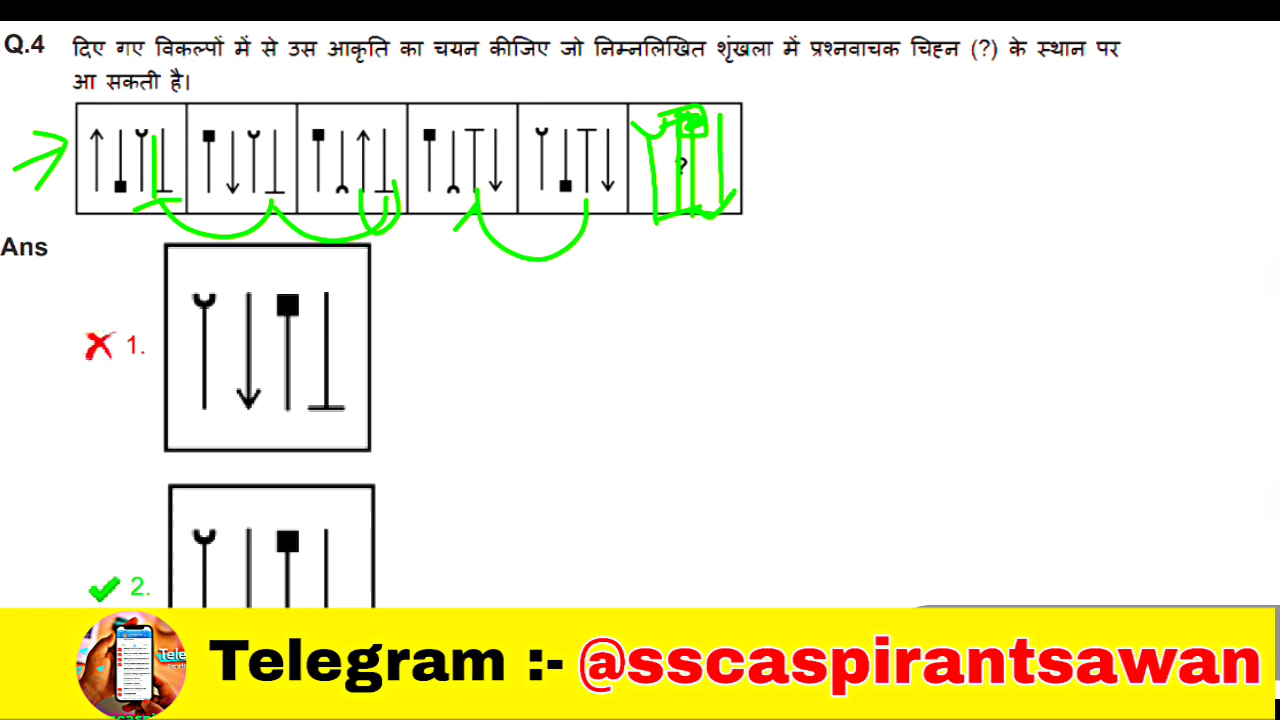 Q.4 दिए गए विकल्पों में से उस आकृति का चयन कीजिए जो निम्नलिखित शृंखला में प्रश्नवाचक चिह्न (?) के स्थान पर
आ सकती है।
?
Ans
1.
2.
Telegram :- @sscaspirantsawan